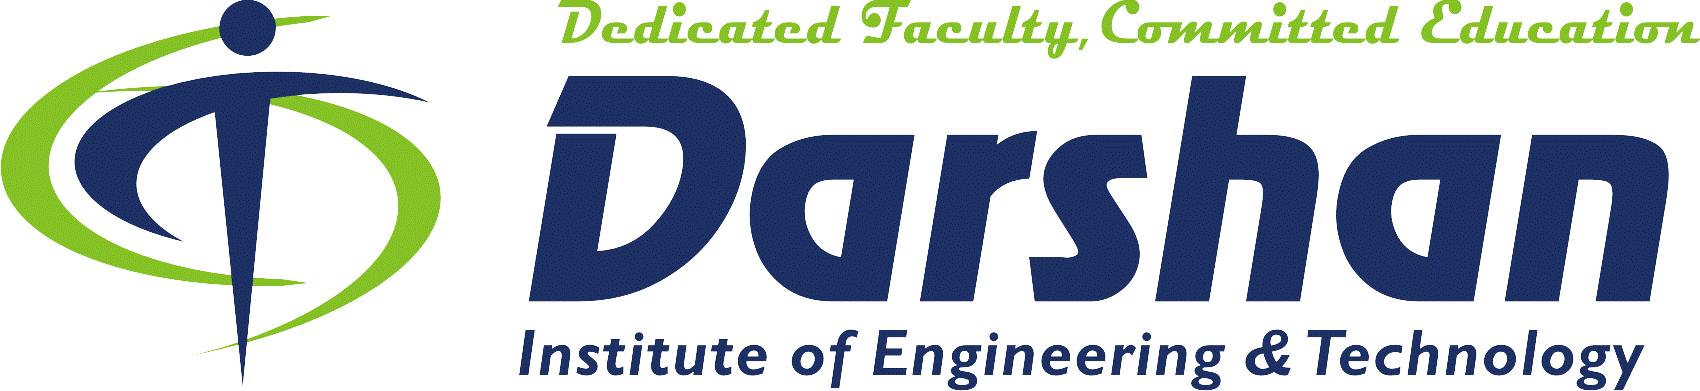 Dedicated Faculty, Committed Education
Darshan
Institute of Engineering & Technology